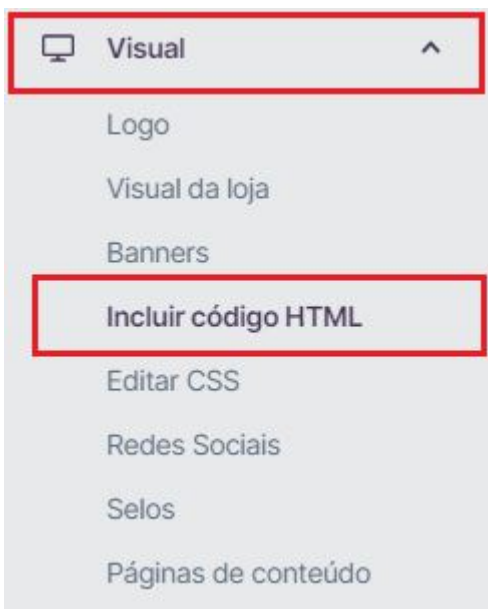 Visual
Logo
Visual da loja
Banners
Incluir código HTML
Editar CSS
Redes Sociais
Selos
Páginas de conteúdo